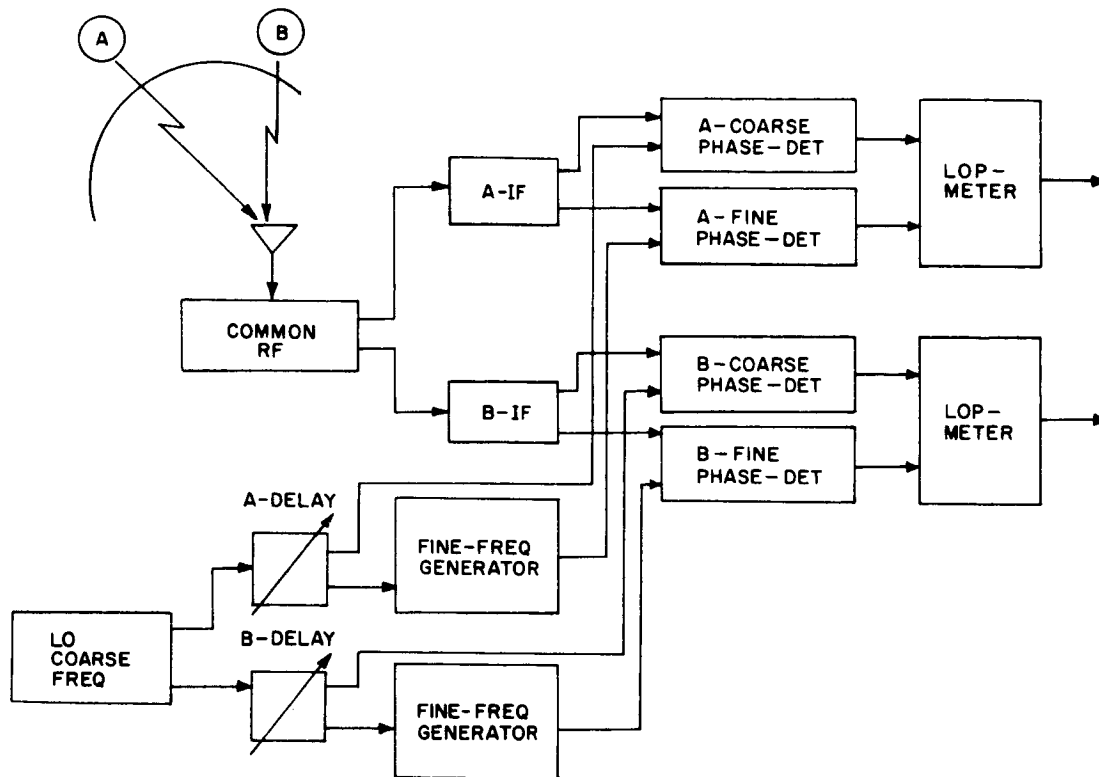 A
B
A-COARSE
PHASE-DET
LOP-
METER
A-IF
A-FINE
PHASE-DET
COMMON
RF
B-COARSE
PHASE-DET
LOP-
METER
B-IF
B-FINE
PHASE-DET
A-DELAY
FINE-FREQ
GENERATOR
LO
COARSE
FREQ
B-DELAY
FINE-FREQ
GENERATOR